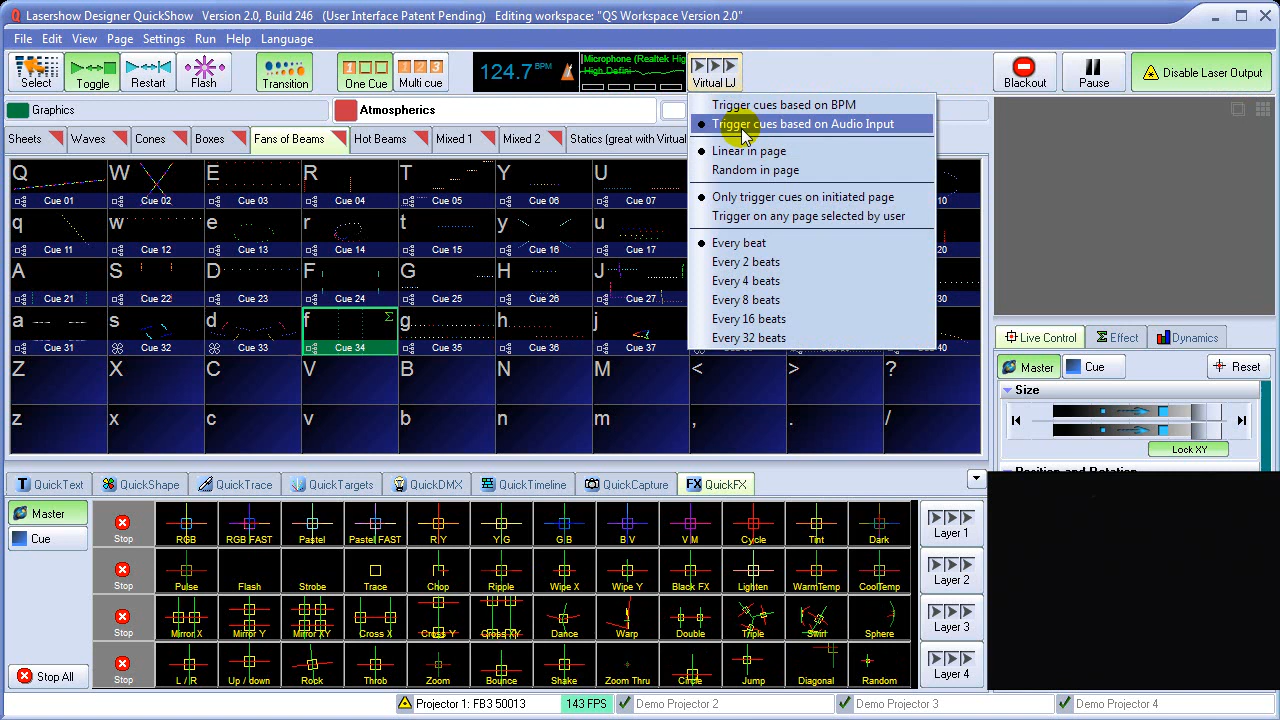 Lasershow Designer QuickShow   Version 2.0, Build 246   (User Interface Patent Pending)   Editing workspace: "QS Workspace Version 2.0"
File Edit View Page Settings Run Help Language
Select Toggle Restart Flash Transition One Cue Multi cue 124.7 BPM Microphone (Realtek Hig
High Defini
Virtual LJ Blackout Pause Disable Laser Output
Graphics Atmospherics
Sheets Waves Cones Boxes Fans of Beams Hot Beams Mixed 1 Mixed 2 Statics (great with Virtual
Trigger cues based on BPM
Trigger cues based on Audio Input
Linear in page
Random in page
Only trigger cues on initiated page
Trigger on any page selected by user
Every beat
Every 2 beats
Every 4 beats
Every 8 beats
Every 16 beats
Every 32 beats
Q W E R T Y U
Cue 01 Cue 02 Cue 03 Cue 04 Cue 05 Cue 06 Cue 07 10
q w e r t y u
Cue 11 Cue 12 Cue 13 Cue 14 Cue 15 Cue 16 Cue 17 20
A S D F G H J
Cue 21 Cue 22 Cue 23 Cue 24 Cue 25 Cue 26 Cue 27 30
a s d f g h j
Cue 31 Cue 32 Cue 33 Cue 34 Cue 35 Cue 36 Cue 37
Z X C V B N M < > ?
z x c v b n m , . /
Live Control Effect Dynamics
Master Cue Reset
Size
Lock XY
Position and Rotation
QuickText QuickShape QuickTrace QuickTargets QuickDMX QuickTimeline QuickCapture FX QuickFX
Master Cue Stop All
Stop RGB RGB FAST Pastel Pastel FAST R Y Y G G B B V V M Cycle Tint Dark Layer 1
Stop Pulse Flash Strobe Trace Chop Ripple Wipe X Wipe Y Black FX Lighten WarmTemp CoolTemp Layer 2
Stop Mirror X Mirror Y Mirror XY Cross X Cross Y Cross XY Dance Warp Double Triple Swirl Sphere Layer 3
Stop L / R Up / down Rock Throb Zoom Bounce Shake Zoom Thru Circle Jump Diagonal Random Layer 4
Projector 1: FB3 50013 143 FPS Demo Projector 2 Demo Projector 3 Demo Projector 4